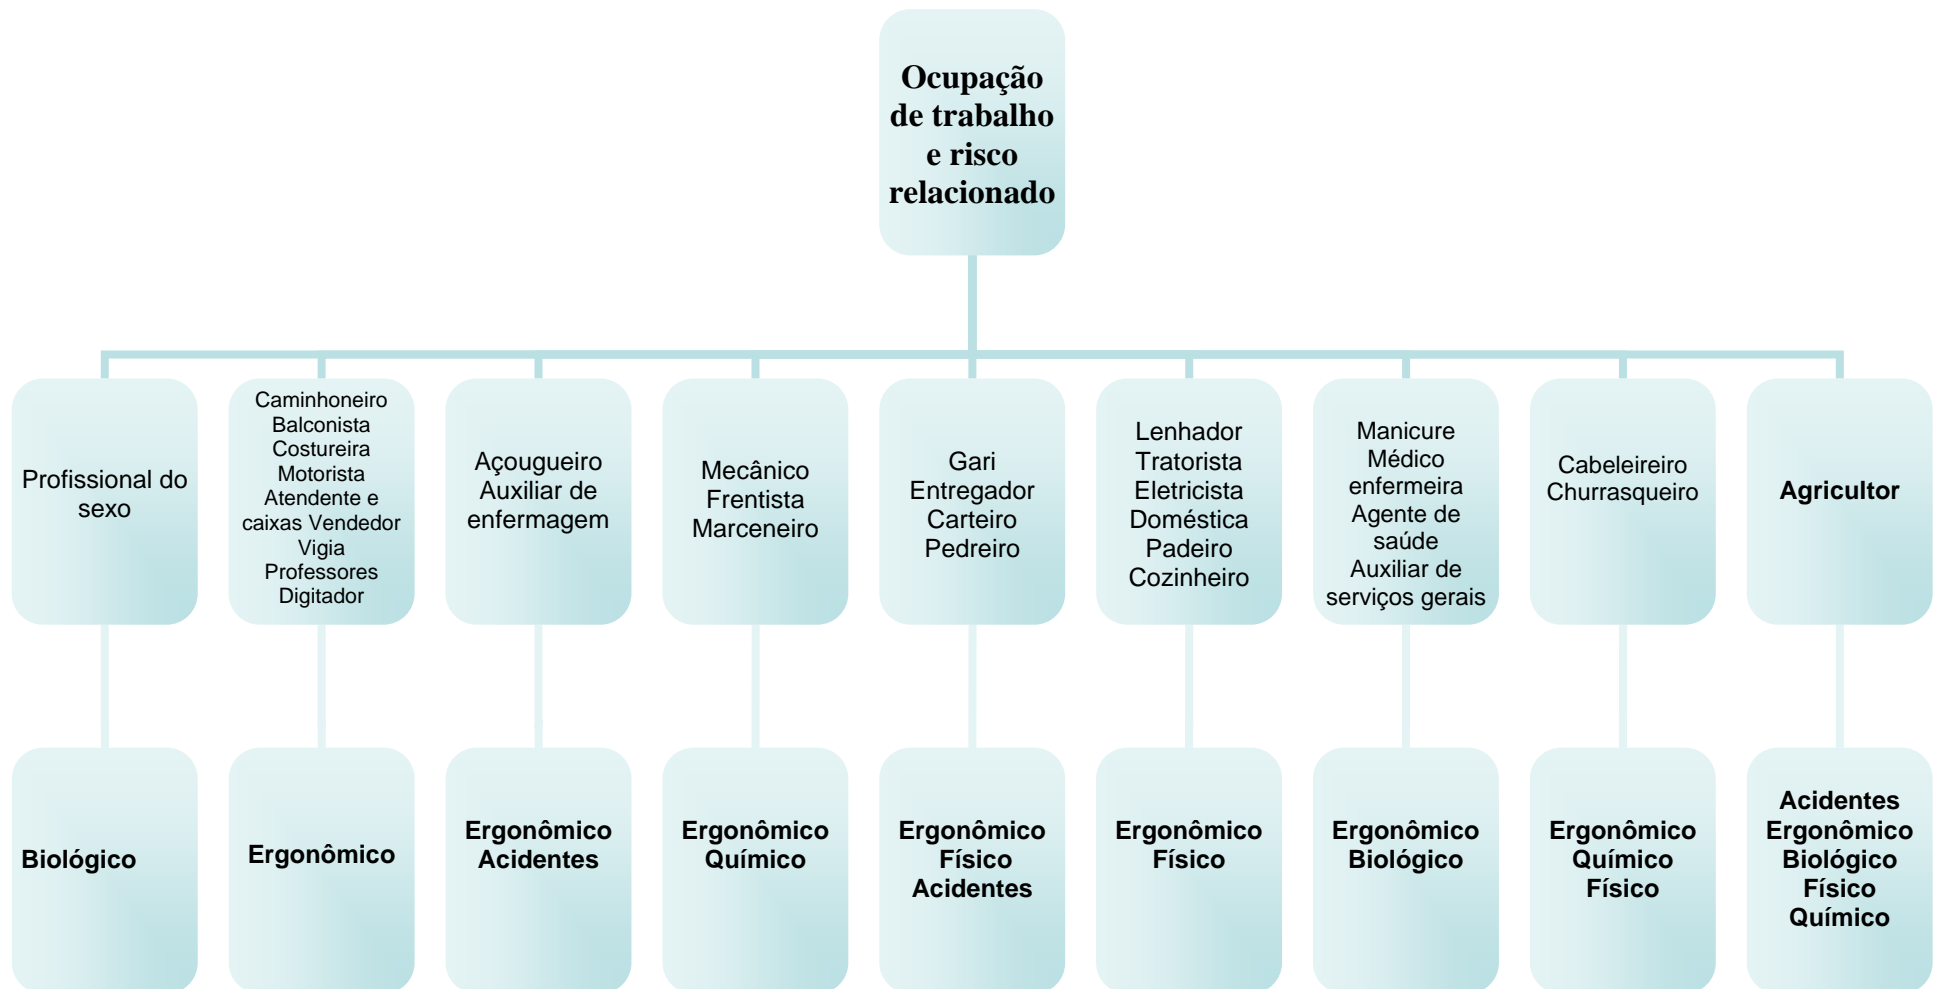 Ocupação
de trabalho
e risco
relacionado
Profissional do
sexo
Caminhoneiro
Balconista
Costureira
Motorista
Atendente e
caixas Vendedor
Vigia
Professores
Digitador
Açougueiro
Auxiliar de
enfermagem
Mecânico
Frentista
Marceneiro
Gari
Entregador
Carteiro
Pedreiro
Lenhador
Tratorista
Eletricista
Doméstica
Padeiro
Cozinheiro
Manicure
Médico
enfermeira
Agente de
saúde
Auxiliar de
serviços gerais
Cabeleireiro
Churrasqueiro
Agricultor
Biológico
Ergonômico
Ergonômico
Acidentes
Ergonômico
Químico
Ergonômico
Físico
Acidentes
Ergonômico
Físico
Ergonômico
Biológico
Ergonômico
Químico
Físico
Acidentes
Ergonômico
Biológico
Físico
Químico